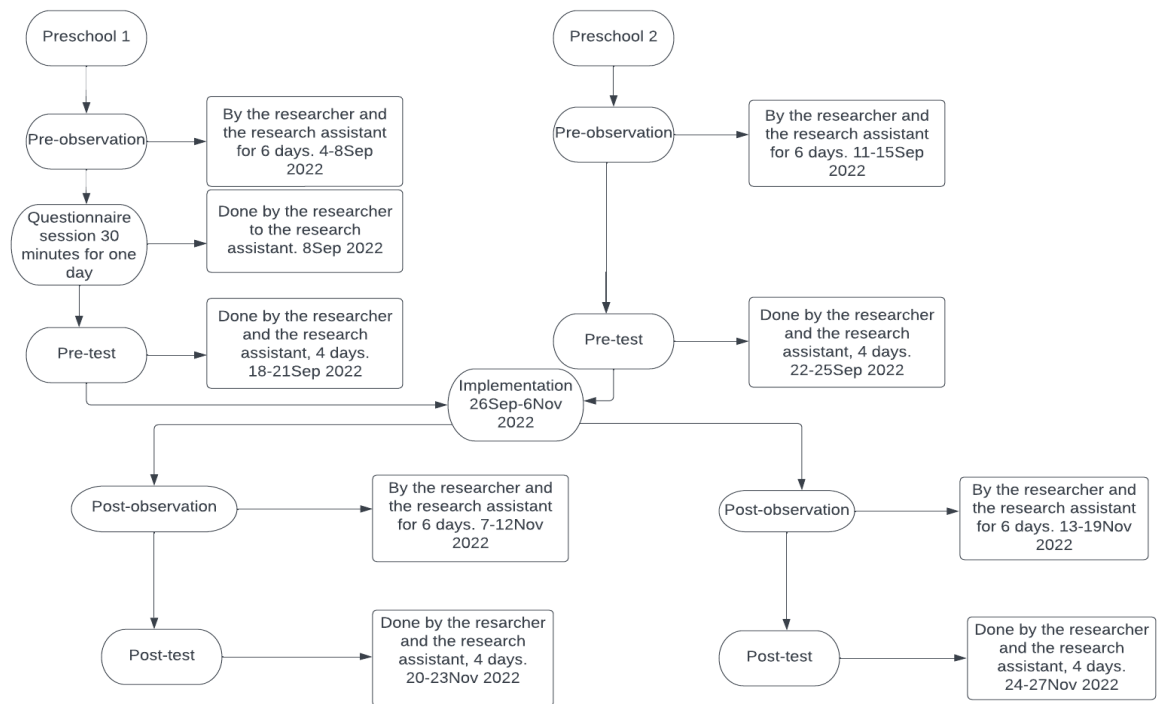 Preschool 1
Preschool 2
Pre-observation
By the researcher and
the research assistant
for 6 days. 4-8Sep
2022
Pre-observation
By the researcher and
the research assistant
for 6 days. 11-15Sep
2022
Questionnaire
session 30
minutes for one
day
Done by the researcher
to the research
assistant. 8Sep 2022
Pre-test
Done by the researcher
and the research
assistant, 4 days.
18-21Sep 2022
Pre-test
Done by the researcher
and the research
assistant, 4 days.
22-25Sep 2022
Implementation
26Sep-6Nov
2022
Post-observation
By the researcher and
the research assistant
for 6 days. 7-12Nov
2022
Post-observation
By the researcher and
the research assistant
for 6 days. 13-19Nov
2022
Post-test
Done by the resarcher
and the research
assistant, 4 days.
20-23Nov 2022
Post-test
Done by the researcher
and the research
assistant, 4 days.
24-27Nov 2022